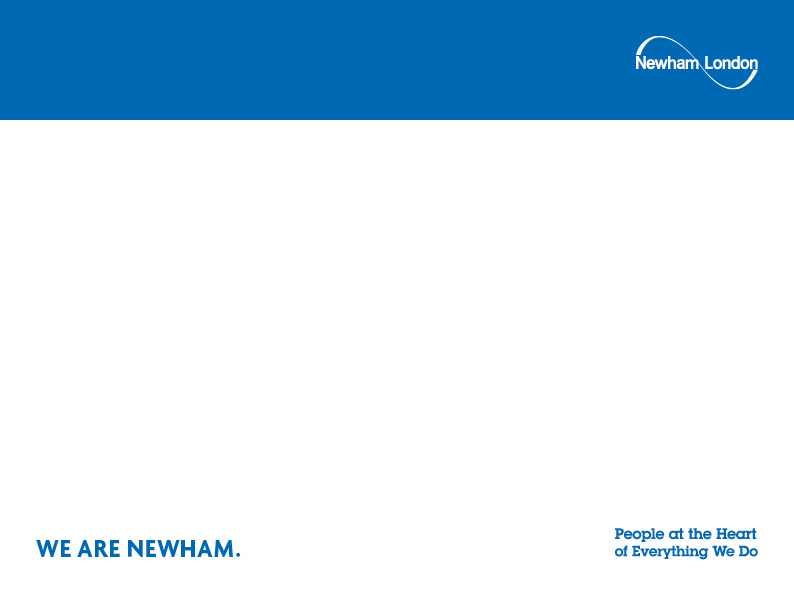 Newham London
WE ARE NEWHAM.
People at the Heart
of Everything We Do